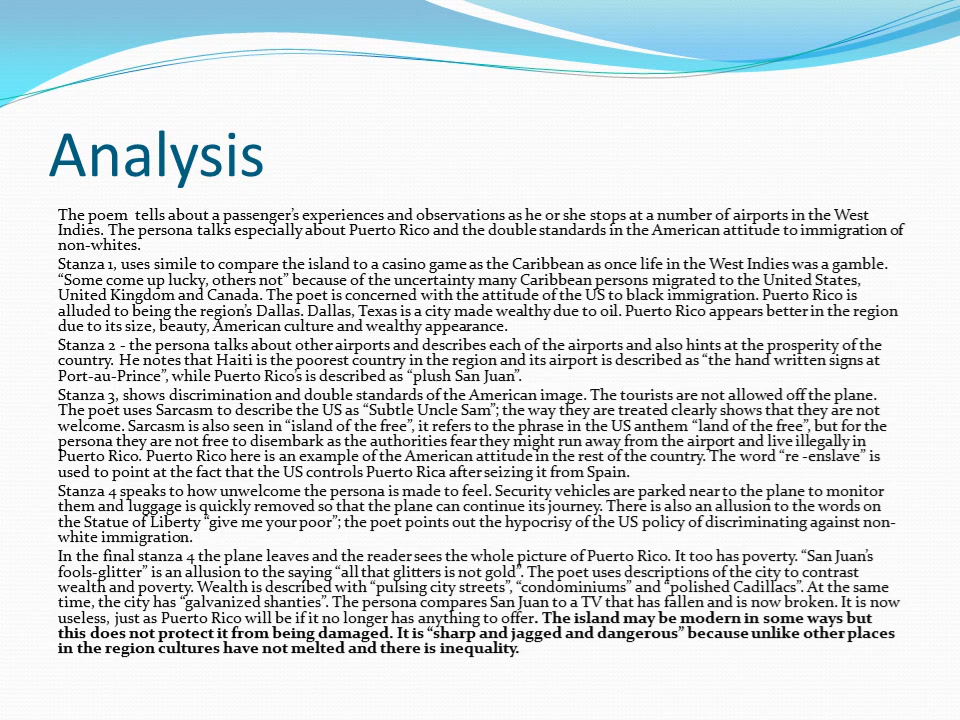 Analysis
The poem  tells about a passenger’s experiences and observations as he or she stops at a number of airports in the West
Indies. The persona talks especially about Puerto Rico and the double standards in the American attitude to immigration of
non-whites.
Stanza 1, uses simile to compare the island to a casino game as the Caribbean as once life in the West Indies was a gamble.
“Some come up lucky, others not” because of the uncertainty many Caribbean persons migrated to the United States,
United Kingdom and Canada. The poet is concerned with the attitude of the US to black immigration. Puerto Rico is
alluded to being the region’s Dallas. Dallas, Texas is a city made wealthy due to oil. Puerto Rico appears better in the region
due to its size, beauty, American culture and wealthy appearance.
Stanza 2 - the persona talks about other airports and describes each of the airports and also hints at the prosperity of the
country.  He notes that Haiti is the poorest country in the region and its airport is described as “the hand written signs at
Port-au-Prince”, while Puerto Rico’s is described as “plush San Juan”.
Stanza 3, shows discrimination and double standards of the American image. The tourists are not allowed off the plane.
The poet uses Sarcasm to describe the US as “Subtle Uncle Sam”; the way they are treated clearly shows that they are not
welcome. Sarcasm is also seen in “island of the free”, it refers to the phrase in the US anthem “land of the free”, but for the
persona they are not free to disembark as the authorities fear they might run away from the airport and live illegally in
Puerto Rico. Puerto Rico here is an example of the American attitude in the rest of the country. The word “re -enslave” is
used to point at the fact that the US controls Puerto Rica after seizing it from Spain.
Stanza 4 speaks to how unwelcome the persona is made to feel. Security vehicles are parked near to the plane to monitor
them and luggage is quickly removed so that the plane can continue its journey. There is also an allusion to the words on
the Statue of Liberty “give me your poor”; the poet points out the hypocrisy of the US policy of discriminating against non-
white immigration.
In the final stanza 4 the plane leaves and the reader sees the whole picture of Puerto Rico. It too has poverty. “San Juan’s
fools-glitter” is an allusion to the saying “all that glitters is not gold”. The poet uses descriptions of the city to contrast
wealth and poverty. Wealth is described with “pulsing city streets”, “condominiums” and “polished Cadillacs”. At the same
time, the city has “galvanized shanties”. The persona compares San Juan to a TV that has fallen and is now broken. It is now
useless, just as Puerto Rico will be if it no longer has anything to offer. The island may be modern in some ways but
this does not protect it from being damaged. It is “sharp and jagged and dangerous” because unlike other places
in the region cultures have not melted and there is inequality.